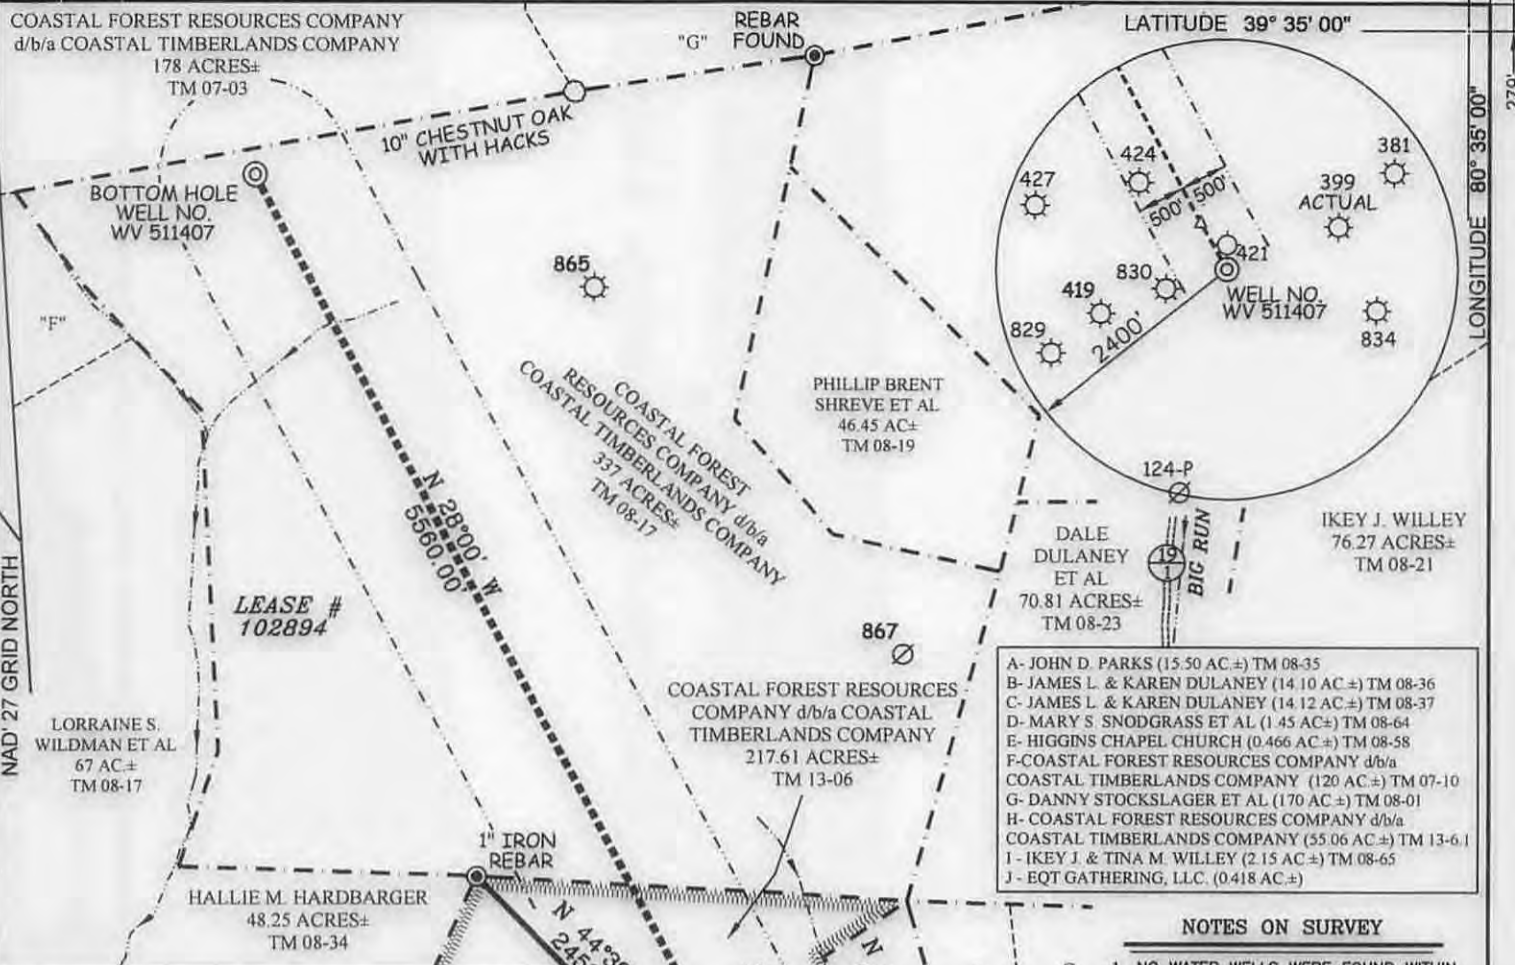 COASTAL FOREST RESOURCES COMPANY
d/b/a COASTAL TIMBERLANDS COMPANY
178 ACRES±
TM 07-03
"G"
REBAR
FOUND
LATITUDE 39° 35' 00"
LONGITUDE 80° 35' 00"
10" CHESTNUT OAK
WITH HACKS
BOTTOM HOLE
WELL NO.
WV 511407
"F"
865
427
424
500'
500'
399
ACTUAL
381
421
830
419
829
2400'
WELL NO.
WV 511407
834
PHILLIP BRENT
SHREVE ET AL
46.45 AC±
TM 08-19
COASTAL FOREST
RESOURCES COMPANY d/b/a
COASTAL TIMBERLANDS COMPANY
337 ACRES±
TM 08-17
N 28°00' W
5560.00'
124-P
19
1
BIG RUN
DALE
DULANEY
ET AL
70.81 ACRES±
TM 08-23
IKEY J. WILLEY
76.27 ACRES±
TM 08-21
NAD' 27 GRID NORTH
LEASE #
102894
867
LORRAINE S.
WILDMAN ET AL
67 AC.±
TM 08-17
COASTAL FOREST RESOURCES
COMPANY d/b/a COASTAL
TIMBERLANDS COMPANY
217.61 ACRES±
TM 13-06
A- JOHN D. PARKS (15.50 AC.±) TM 08-35
B- JAMES L. & KAREN DULANEY (14.10 AC.±) TM 08-36
C- JAMES L. & KAREN DULANEY (14.12 AC.±) TM 08-37
D- MARY S. SNODGRASS ET AL (1.45 AC±) TM 08-64
E- HIGGINS CHAPEL CHURCH (0.466 AC.±) TM 08-58
F-COASTAL FOREST RESOURCES COMPANY d/b/a
COASTAL TIMBERLANDS COMPANY (120 AC.±) TM 07-10
G- DANNY STOCKSLAGER ET AL (170 AC.±) TM 08-01
H- COASTAL FOREST RESOURCES COMPANY d/b/a
COASTAL TIMBERLANDS COMPANY (55.06 AC.±) TM 13-6.1
I - IKEY J. & TINA M. WILLEY (2.15 AC.±) TM 08-65
J - EQT GATHERING, LLC. (0.418 AC.±)
1" IRON
REBAR
HALLIE M. HARDBARGER
48.25 ACRES±
TM 08-34
N 44°
245
N
NOTES ON SURVEY
1. NO WATER WELLS WERE FOUND WITHIN